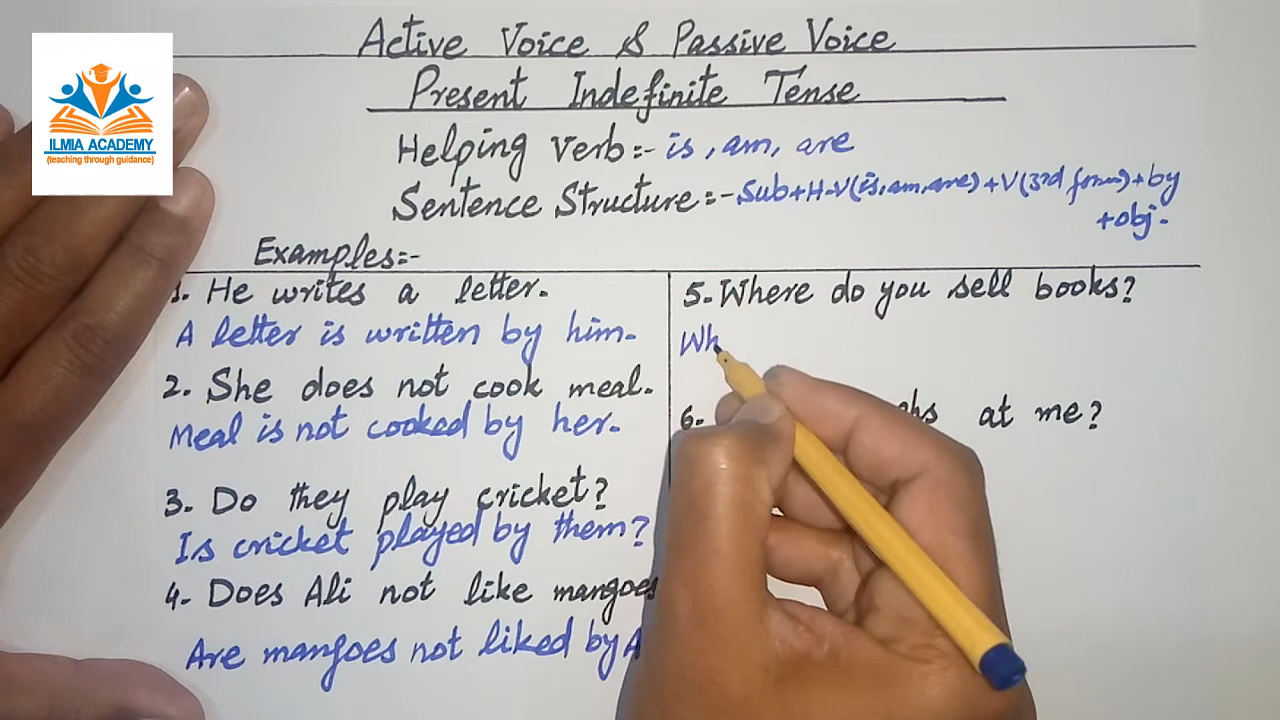 Active Voice & Passive Voice
Present Indefinite Tense
ILMIA ACADEMY
(teaching through guidance)
Helping Verb:- is, am, are
Sentence Structure:- Sub+H-V(is,am,are)+V(3rd form)+by
+obj.
Examples:-
1. He writes a letter.
A letter is written by him.
2. She does not cook meal.
Meal is not cooked by her.
3. Do they play cricket?
Is cricket played by them?
4. Does Ali not like mangoes
Are mangoes not liked by A
5. Where do you sell books?
Wh
6. at me?